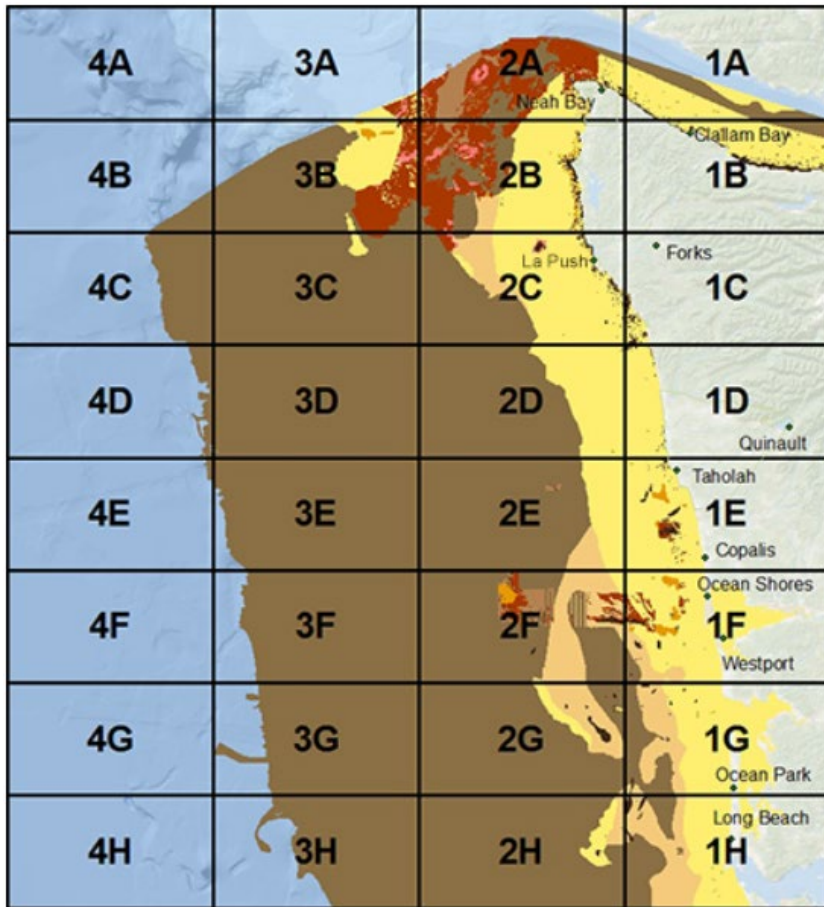 4A 3A 2A 1A
Neah Bay
Clallam Bay
4B 3B 2B 1B
Forks
La Push
4C 3C 2C 1C
4D 3D 2D 1D
Quinault
Taholah
4E 3E 2E 1E
Copalis
Ocean Shores
4F 3F 2F 1F
Westport
4G 3G 2G 1G
Ocean Park
Long Beach
4H 3H 2H 1H